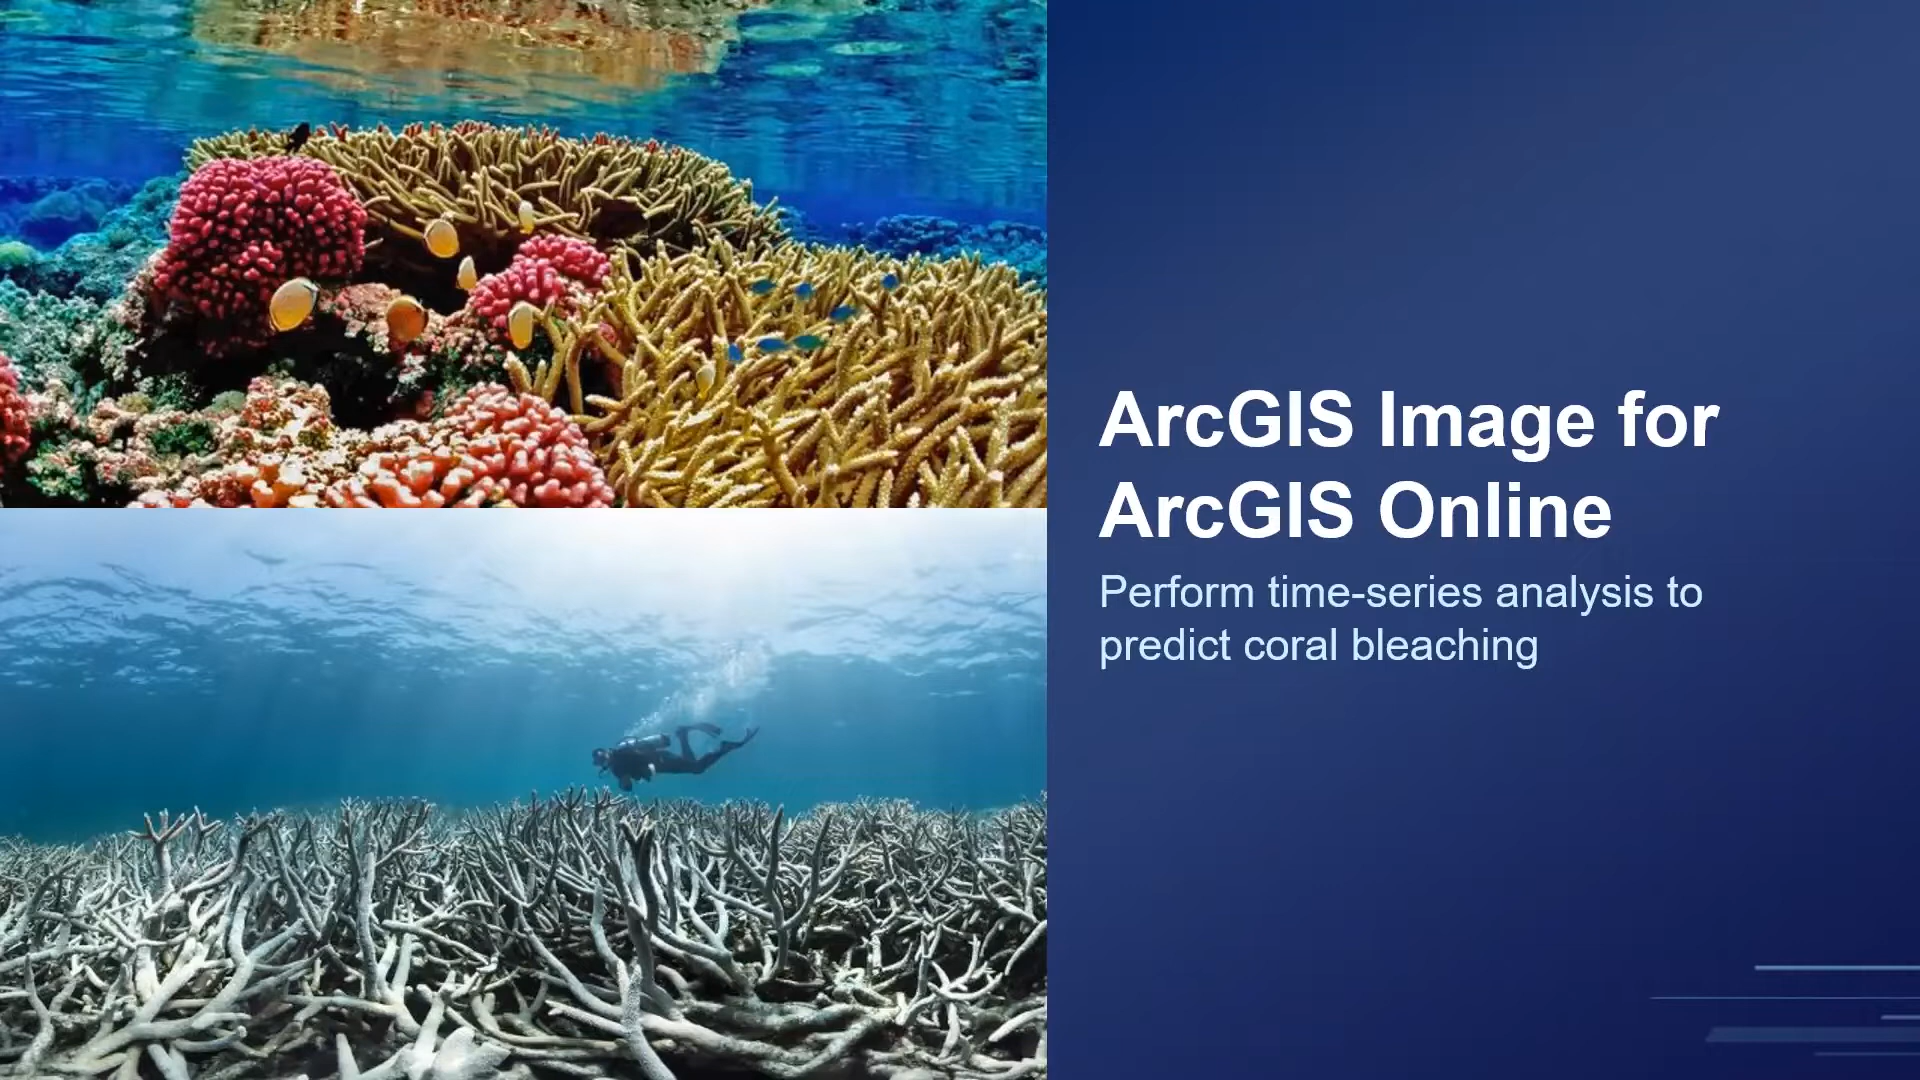 ArcGIS Image for
ArcGIS Online
Perform time-series analysis to
predict coral bleaching